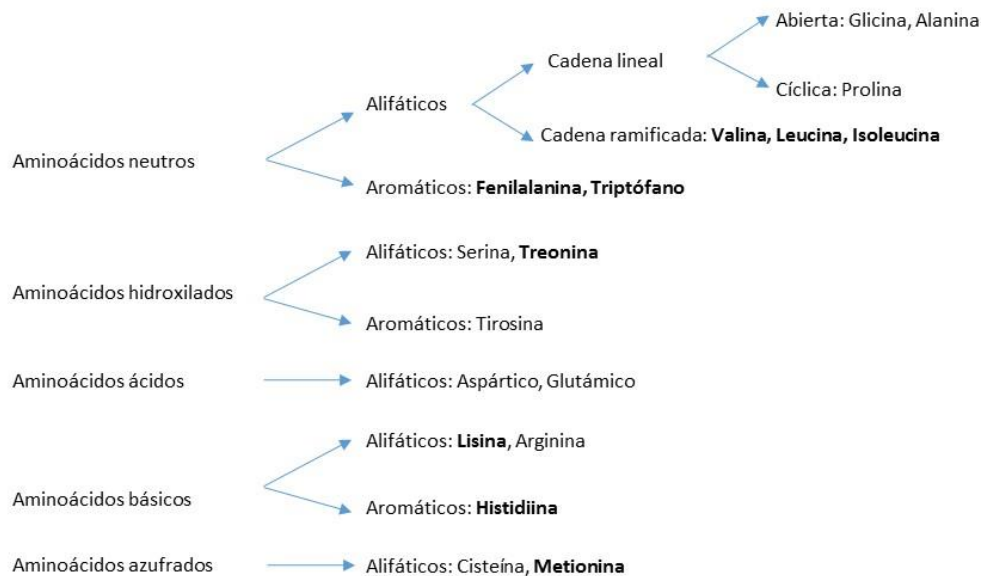 Abierta: Glicina, Alanina
Cadena lineal
Cíclica: Prolina
Alifáticos
Cadena ramificada: Valina, Leucina, Isoleucina
Aminoácidos neutros
Aromáticos: Fenilalanina, Triptófano
Alifáticos: Serina, Treonina
Aminoácidos hidroxilados
Aromáticos: Tirosina
Aminoácidos ácidos
Alifáticos: Aspártico, Glutámico
Alifáticos: Lisina, Arginina
Aminoácidos básicos
Aromáticos: Histidiina
Aminoácidos azufrados
Alifáticos: Cisteína, Metionina